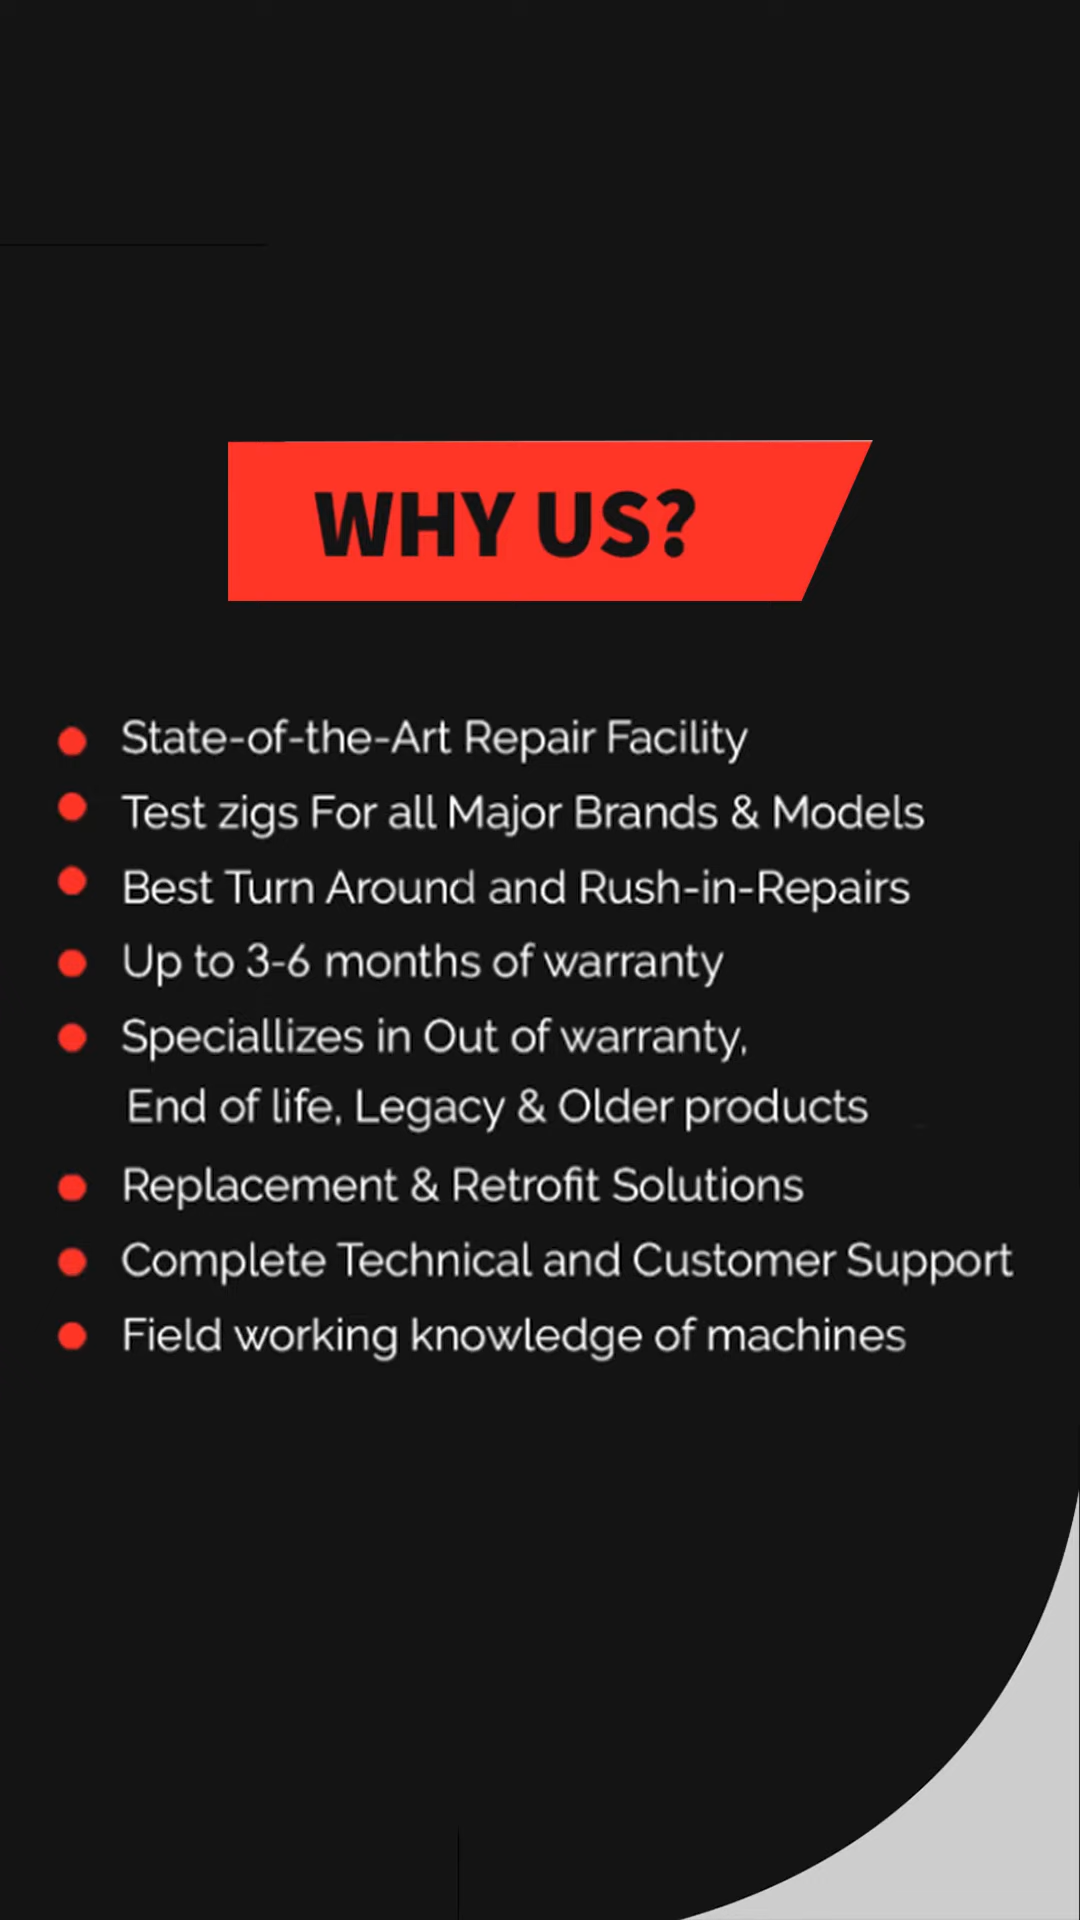 WHY US?
State-of-the-Art Repair Facility
Test zigs For all Major Brands & Models
Best Turn Around and Rush-in-Repairs
Up to 3-6 months of warranty
Speciallizes in Out of warranty,
End of life, Legacy & Older products
Replacement & Retrofit Solutions
Complete Technical and Customer Support
Field working knowledge of machines